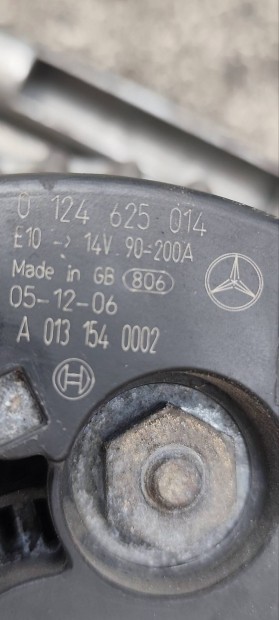 0 124 625 014
E10 -> 14V 90-200A
Made in GB 806
05-12-06
A 013 154 0002